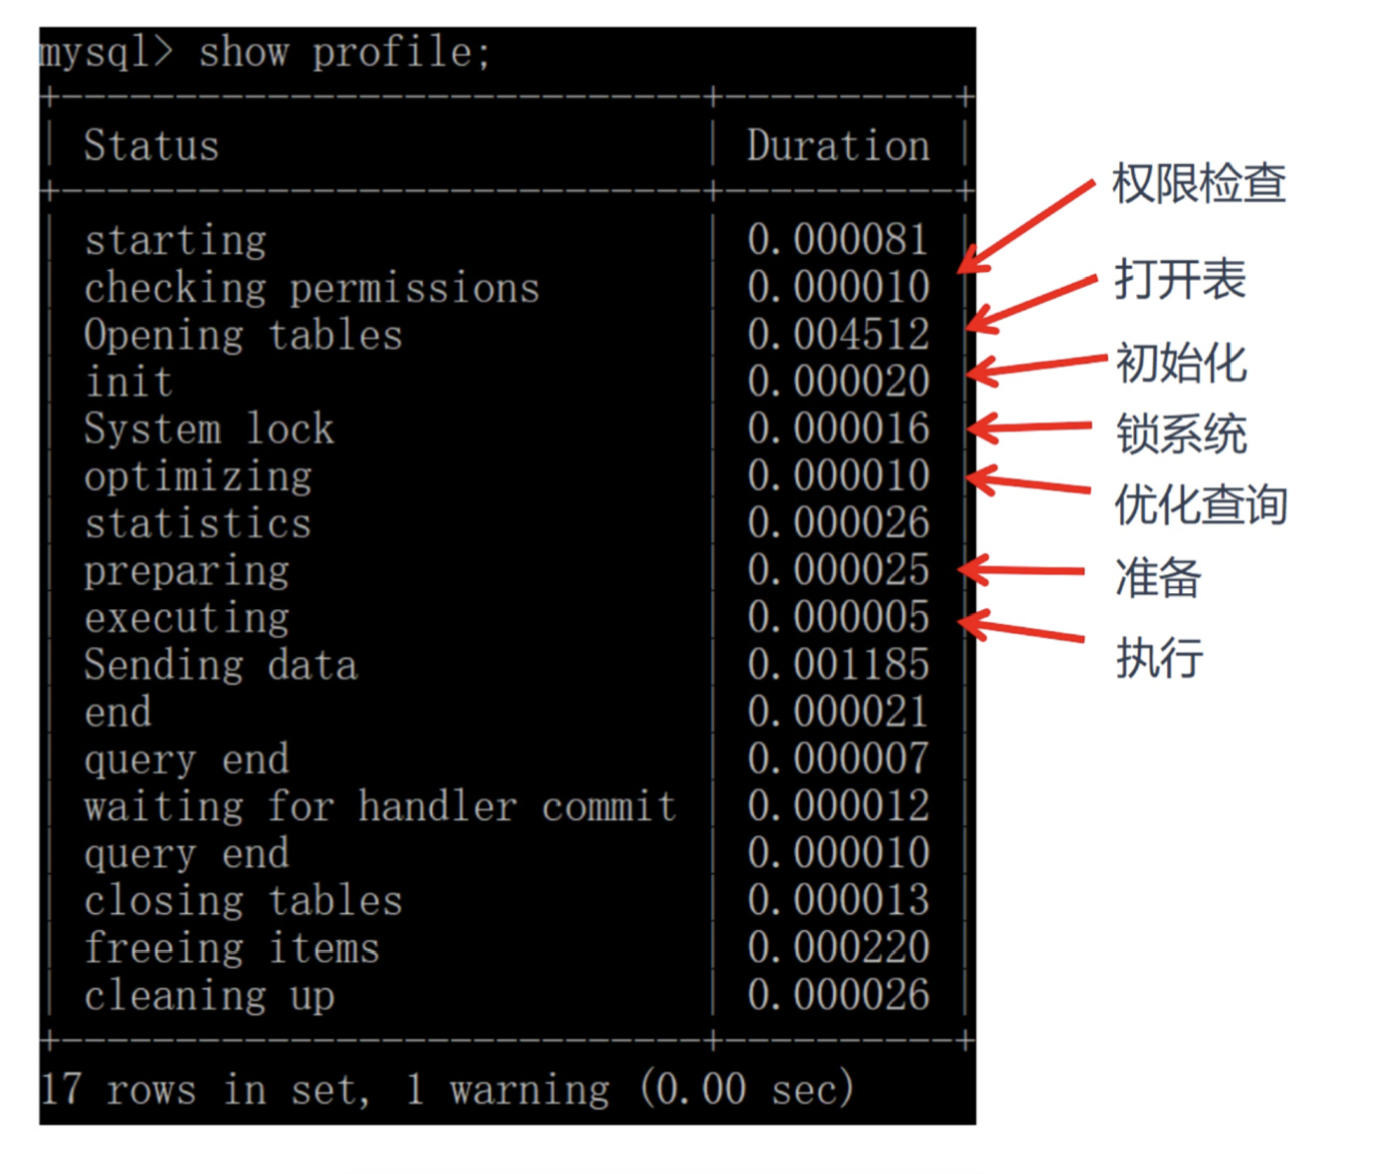 mysql> show profile;
+----------------------------+-----------+
| Status | Duration |
+----------------------------+-----------+
| starting | 0.000081 |
权限检查
| checking permissions | 0.000010 |
打开表
| Opening tables | 0.004512 |
初始化
| init | 0.000020 |
锁系统
| System lock | 0.000016 |
优化查询
| optimizing | 0.000010 |
| statistics | 0.000026 |
准备
| preparing | 0.000025 |
执行
| executing | 0.000005 |
| Sending data | 0.001185 |
| end | 0.000021 |
| query end | 0.000007 |
| waiting for handler commit | 0.000012 |
| query end | 0.000010 |
| closing tables | 0.000013 |
| freeing items | 0.000220 |
| cleaning up | 0.000026 |
+----------------------------+-----------+
17 rows in set, 1 warning (0.00 sec)